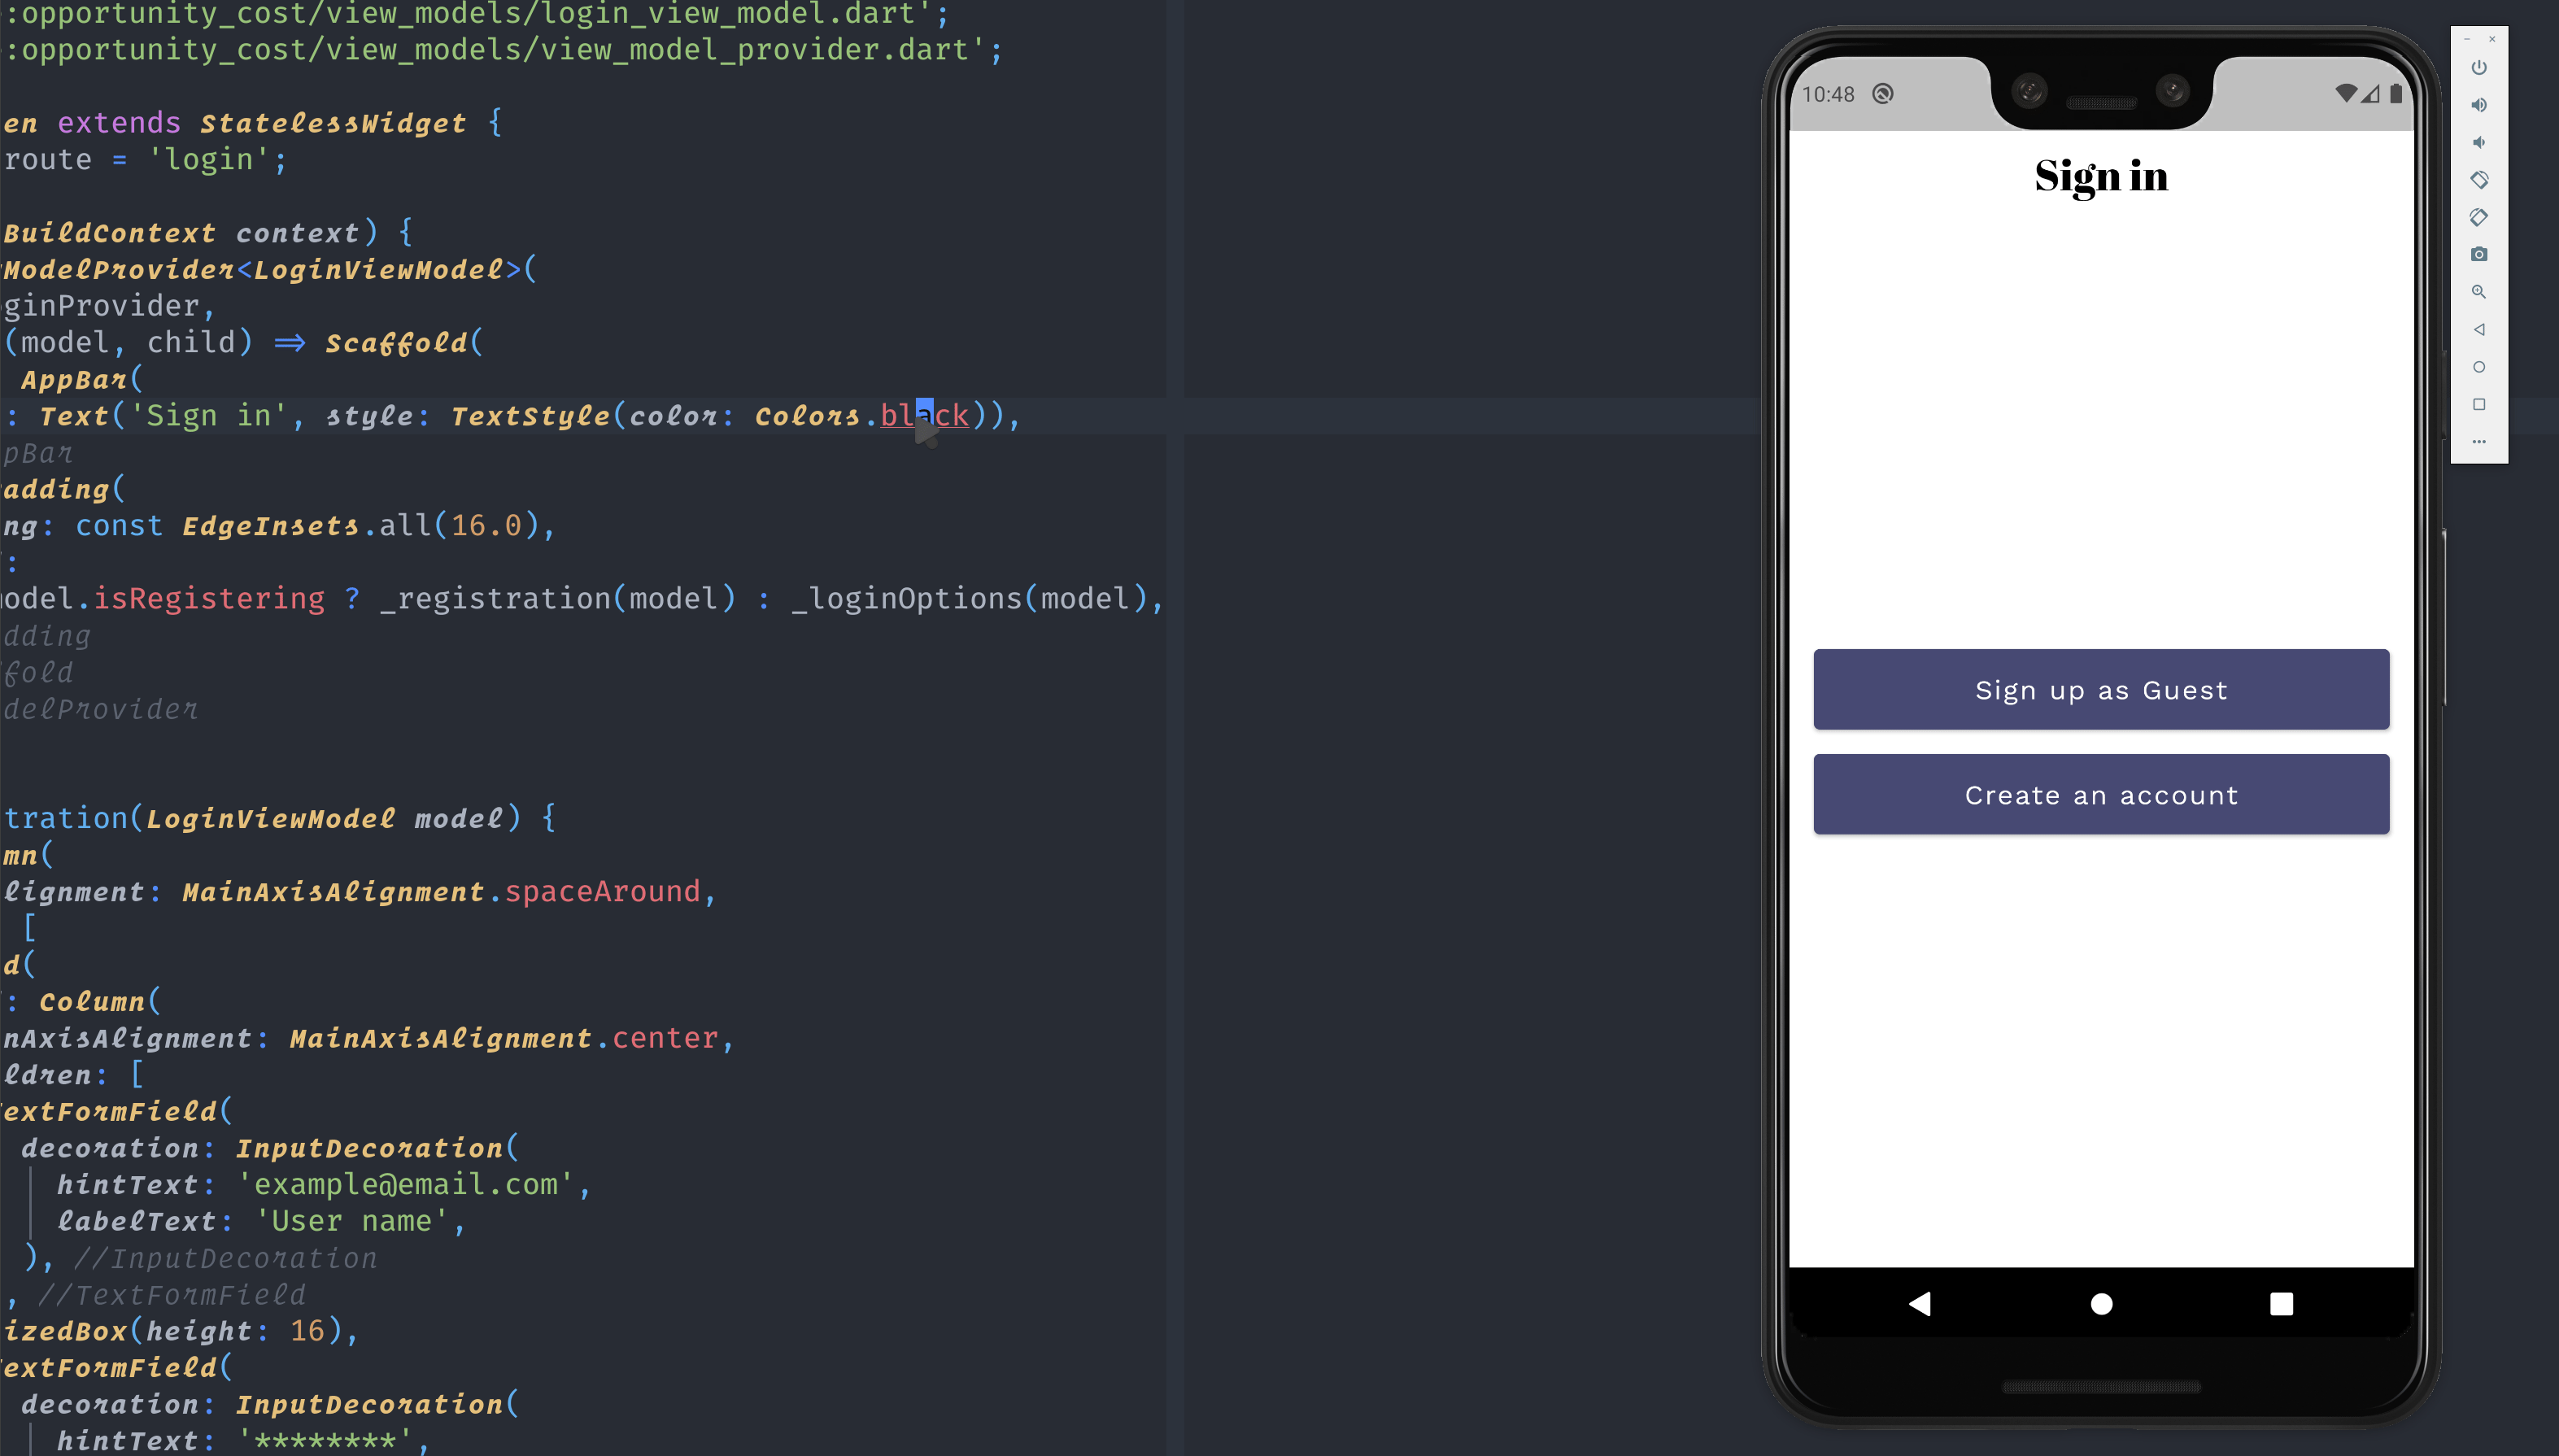 :opportunity_cost/view_models/login_view_model.dart';
:opportunity_cost/view_models/view_model_provider.dart';
en extends StatelessWidget {
route = 'login';
BuildContext context) {
ModelProvider<LoginViewModel>(
ginProvider,
(model, child) => Scaffold(
AppBar(
: Text('Sign in', style: TextStyle(color: Colors.black)),
pBar
adding(
ng: const EdgeInsets.all(16.0),
:
odel.isRegistering ? _registration(model) : _loginOptions(model),
dding
ffold
delProvider
tration(LoginViewModel model) {
mn(
lignment: MainAxisAlignment.spaceAround,
[
d(
: Column(
nAxisAlignment: MainAxisAlignment.center,
ldren: [
extFormField(
decoration: InputDecoration(
hintText: 'example@email.com',
labelText: 'User name',
), //InputDecoration
, //TextFormField
izedBox(height: 16),
extFormField(
decoration: InputDecoration(
hintText: '********',
10:48
Sign in
Sign up as Guest
Create an account